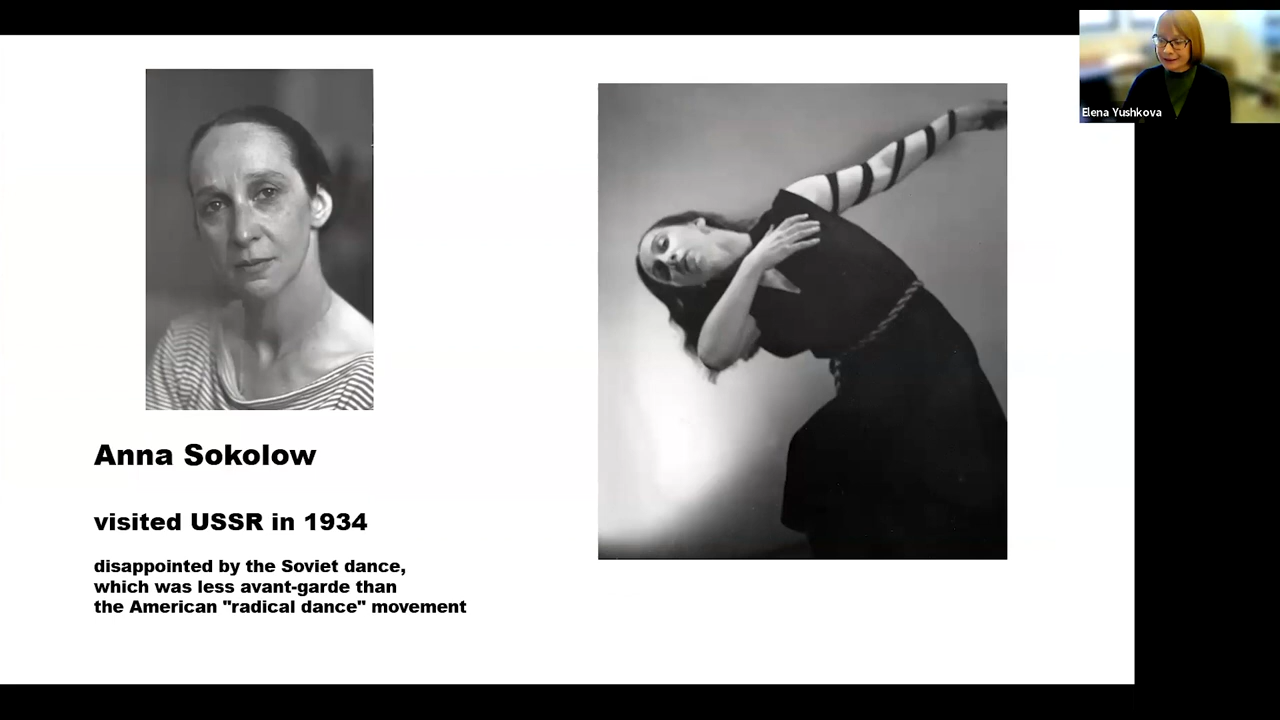 Elena Yushkova
Anna Sokolow
visited USSR in 1934
disappointed by the Soviet dance,
which was less avant-garde than
the American "radical dance" movement